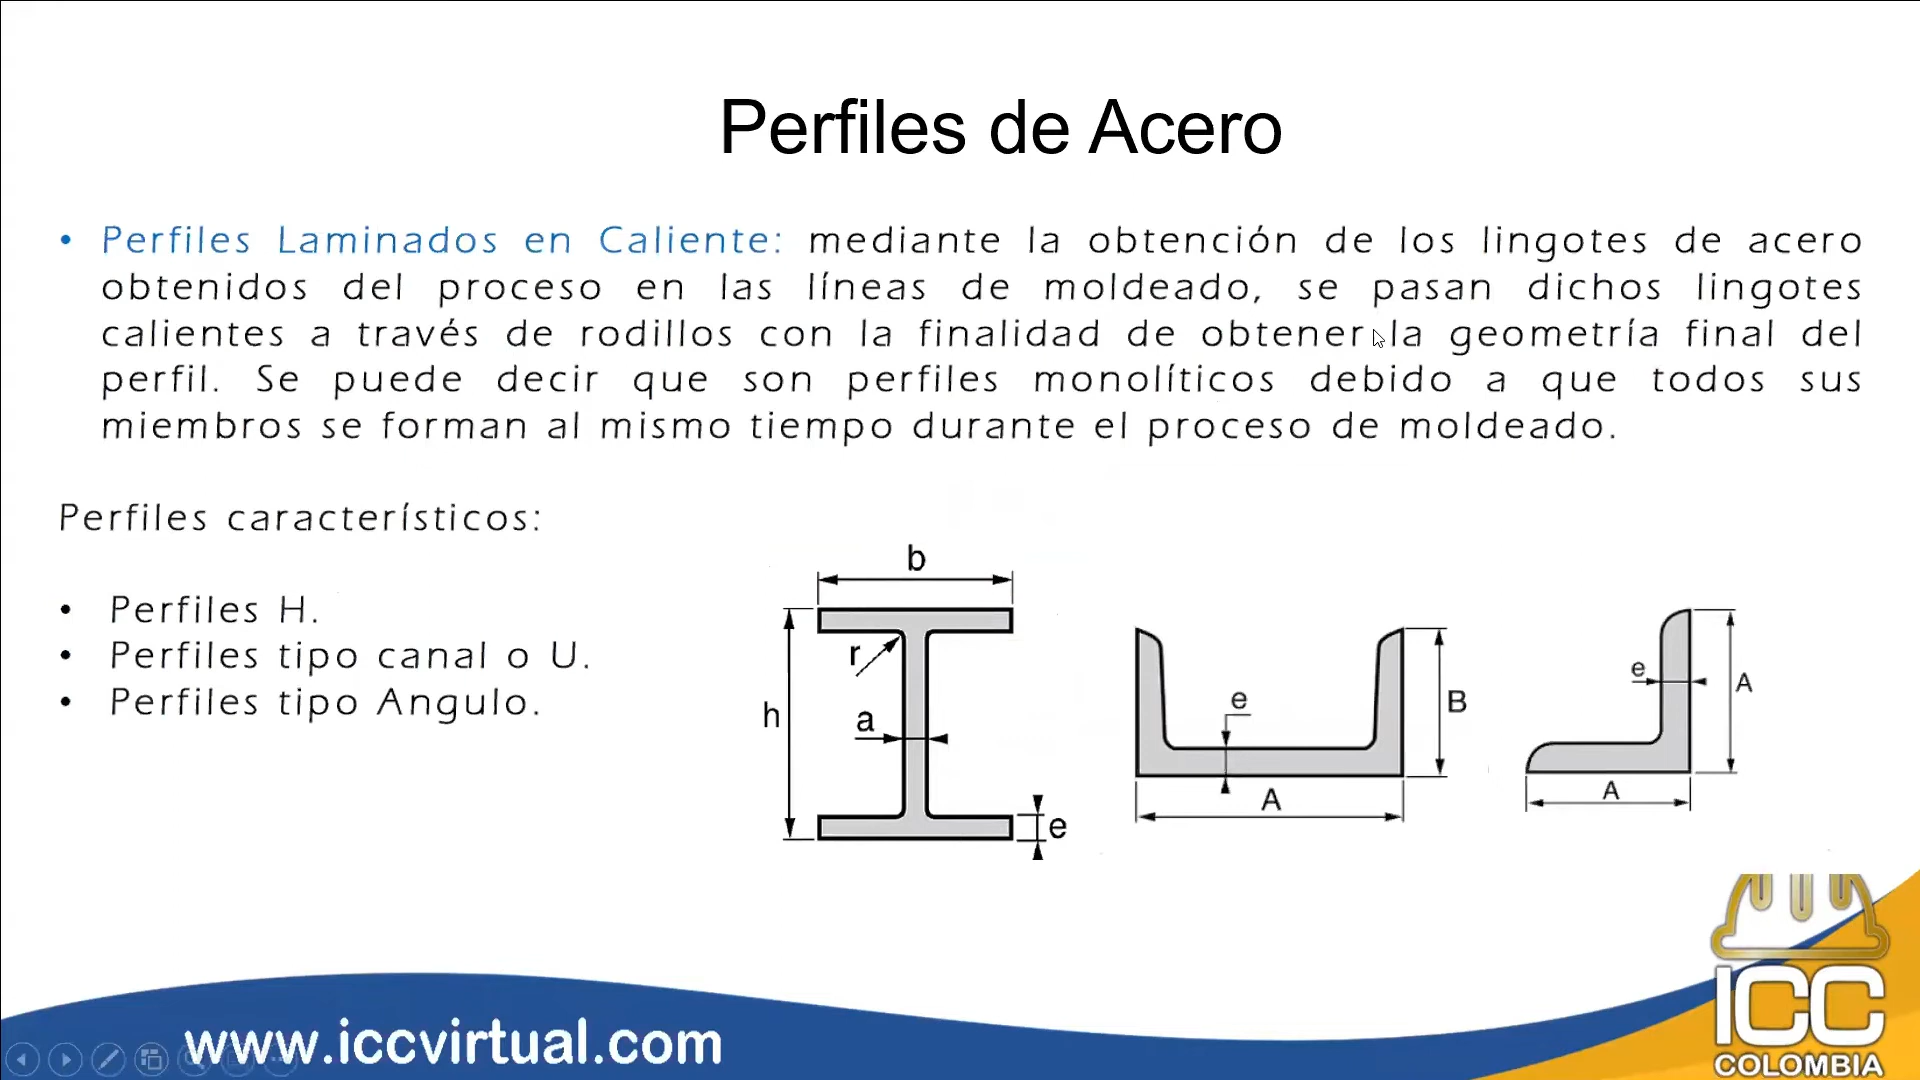 Perfiles de Acero
• Perfiles Laminados en Caliente: mediante la obtención de los lingotes de acero
obtenidos del proceso en las líneas de moldeado, se pasan dichos lingotes
calientes a través de rodillos con la finalidad de obtener la geometría final del
perfil. Se puede decir que son perfiles monolíticos debido a que todos sus
miembros se forman al mismo tiempo durante el proceso de moldeado.
Perfiles característicos:
• Perfiles H.
• Perfiles tipo canal o U.
• Perfiles tipo Angulo.
b
r
h
a
e
e
B
A
e
A
A
www.iccvirtual.com
ICC
COLOMBIA